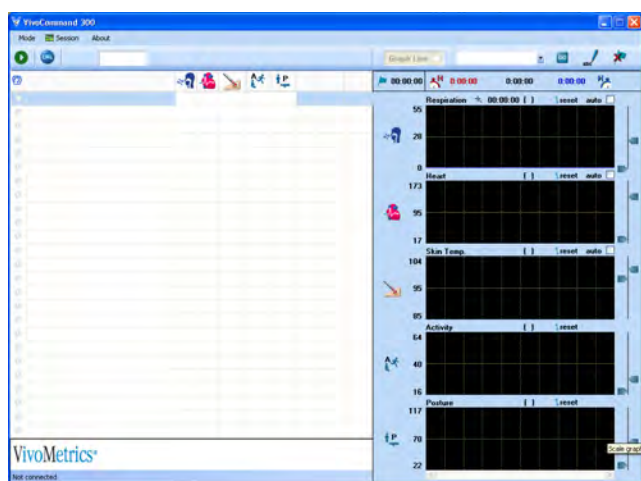 VivoCommand 300
Mode Session About
Graph Line
00:00:00 H 0:00:00 0:00:00 0:00:00 H
Respiration 00:00:00 [ ] reset auto
55
28
0
Heart [ ] reset auto
173
95
17
Skin Temp. [ ] reset auto
104
95
85
Activity [ ] reset
64
40
16
Posture [ ] reset
117
70
22
A
P
A
P
Scale graph
VivoMetrics
Not connected